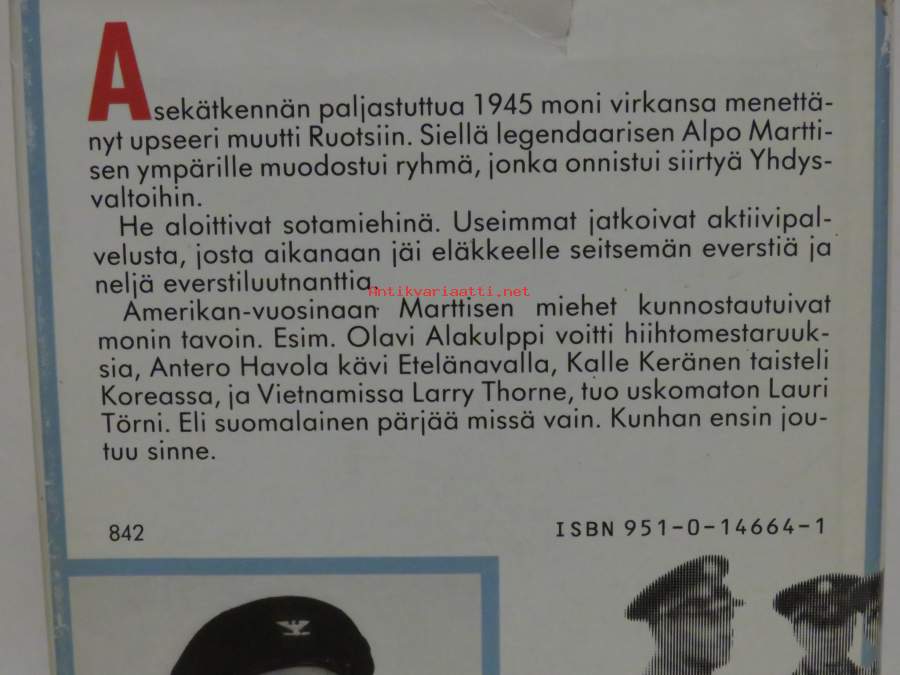 Asekätkennän paljastuttua 1945 moni virkansa menettä-
nyt upseeri muutti Ruotsiin. Siellä legendaarisen Alpo Martti-
sen ympärille muodostui ryhmä, jonka onnistui siirtyä Yhdys-
valtoihin.
He aloittivat sotamiehinä. Useimmat jatkoivat aktiivipal-
velusta, josta aikanaan jäi eläkkeelle seitsemän everstiä ja
neljä everstiluutnanttia.
Antikvariaatti.net
Amerikan-vuosinaan Marttisen miehet kunnostautuivat
monin tavoin. Esim. Olavi Alakulppi voitti hiihtomestaruuk-
sia, Antero Havola kävi Etelänavalla, Kalle Keränen taisteli
Koreassa, ja Vietnamissa Larry Thorne, tuo uskomaton Lauri
Törni. Eli suomalainen pärjää missä vain. Kunhan ensin jou-
tuu sinne.
842
ISBN 951-0-14664-1